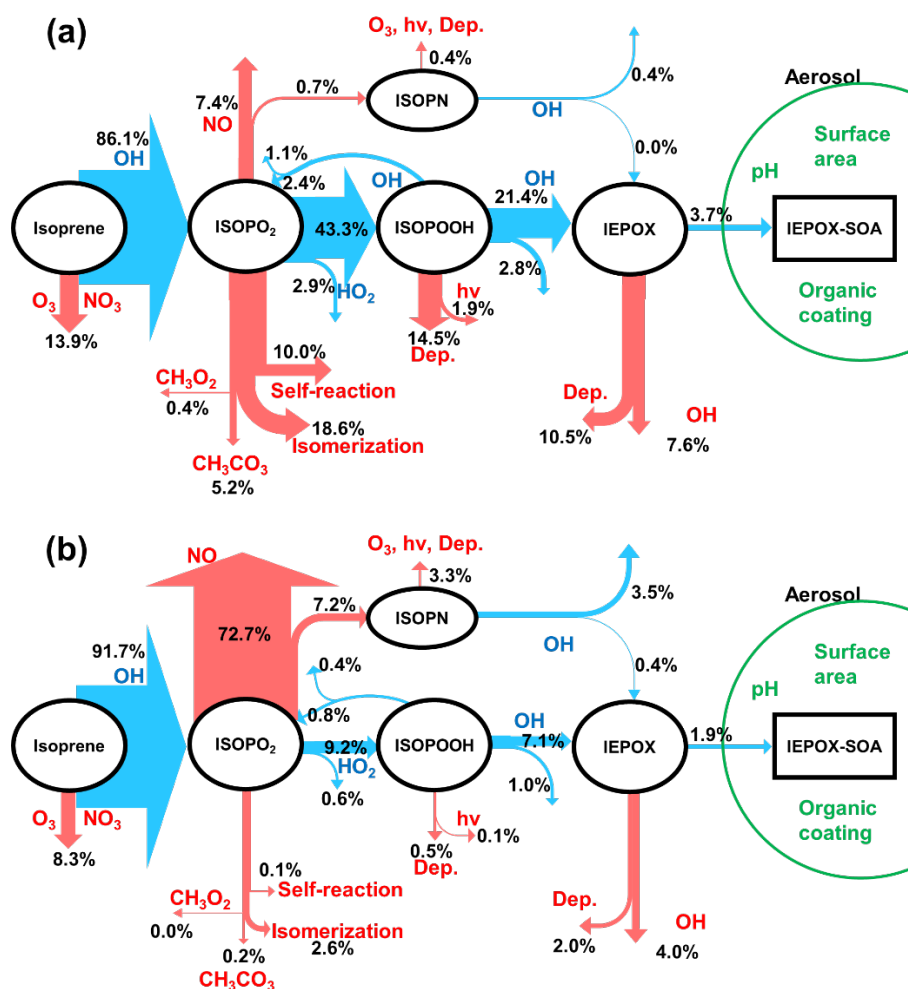 (a)
O₃, hv, Dep.
0.4%
ISOPN
0.7%
7.4%
NO
OH
0.4%
0.0%
Aerosol
Surface
area
pH
86.1%
OH
1.1%
2.4%
OH
OH
21.4%
Isoprene
ISOPO₂
43.3%
ISOPOOH
IEPOX
3.7%
IEPOX-SOA
2.9%
HO₂
2.8%
O₃
NO₃
13.9%
hv
1.9%
14.5%
Dep.
Organic
coating
10.0%
Self-reaction
CH₃O₂
0.4%
18.6%
Isomerization
CH₃CO₃
5.2%
Dep.
10.5%
OH
7.6%
(b)
NO
O₃, hv, Dep.
3.3%
ISOPN
7.2%
72.7%
OH
3.5%
0.4%
Aerosol
Surface
area
pH
91.7%
OH
0.4%
0.8%
OH
7.1%
Isoprene
ISOPO₂
9.2%
HO₂
ISOPOOH
IEPOX
1.9%
IEPOX-SOA
0.6%
1.0%
O₃
NO₃
8.3%
hv
0.1%
0.5%
Dep.
Organic
coating
0.1%
Self-reaction
CH₃O₂
0.0%
Isomerization
2.6%
0.2%
CH₃CO₃
Dep.
2.0%
OH
4.0%